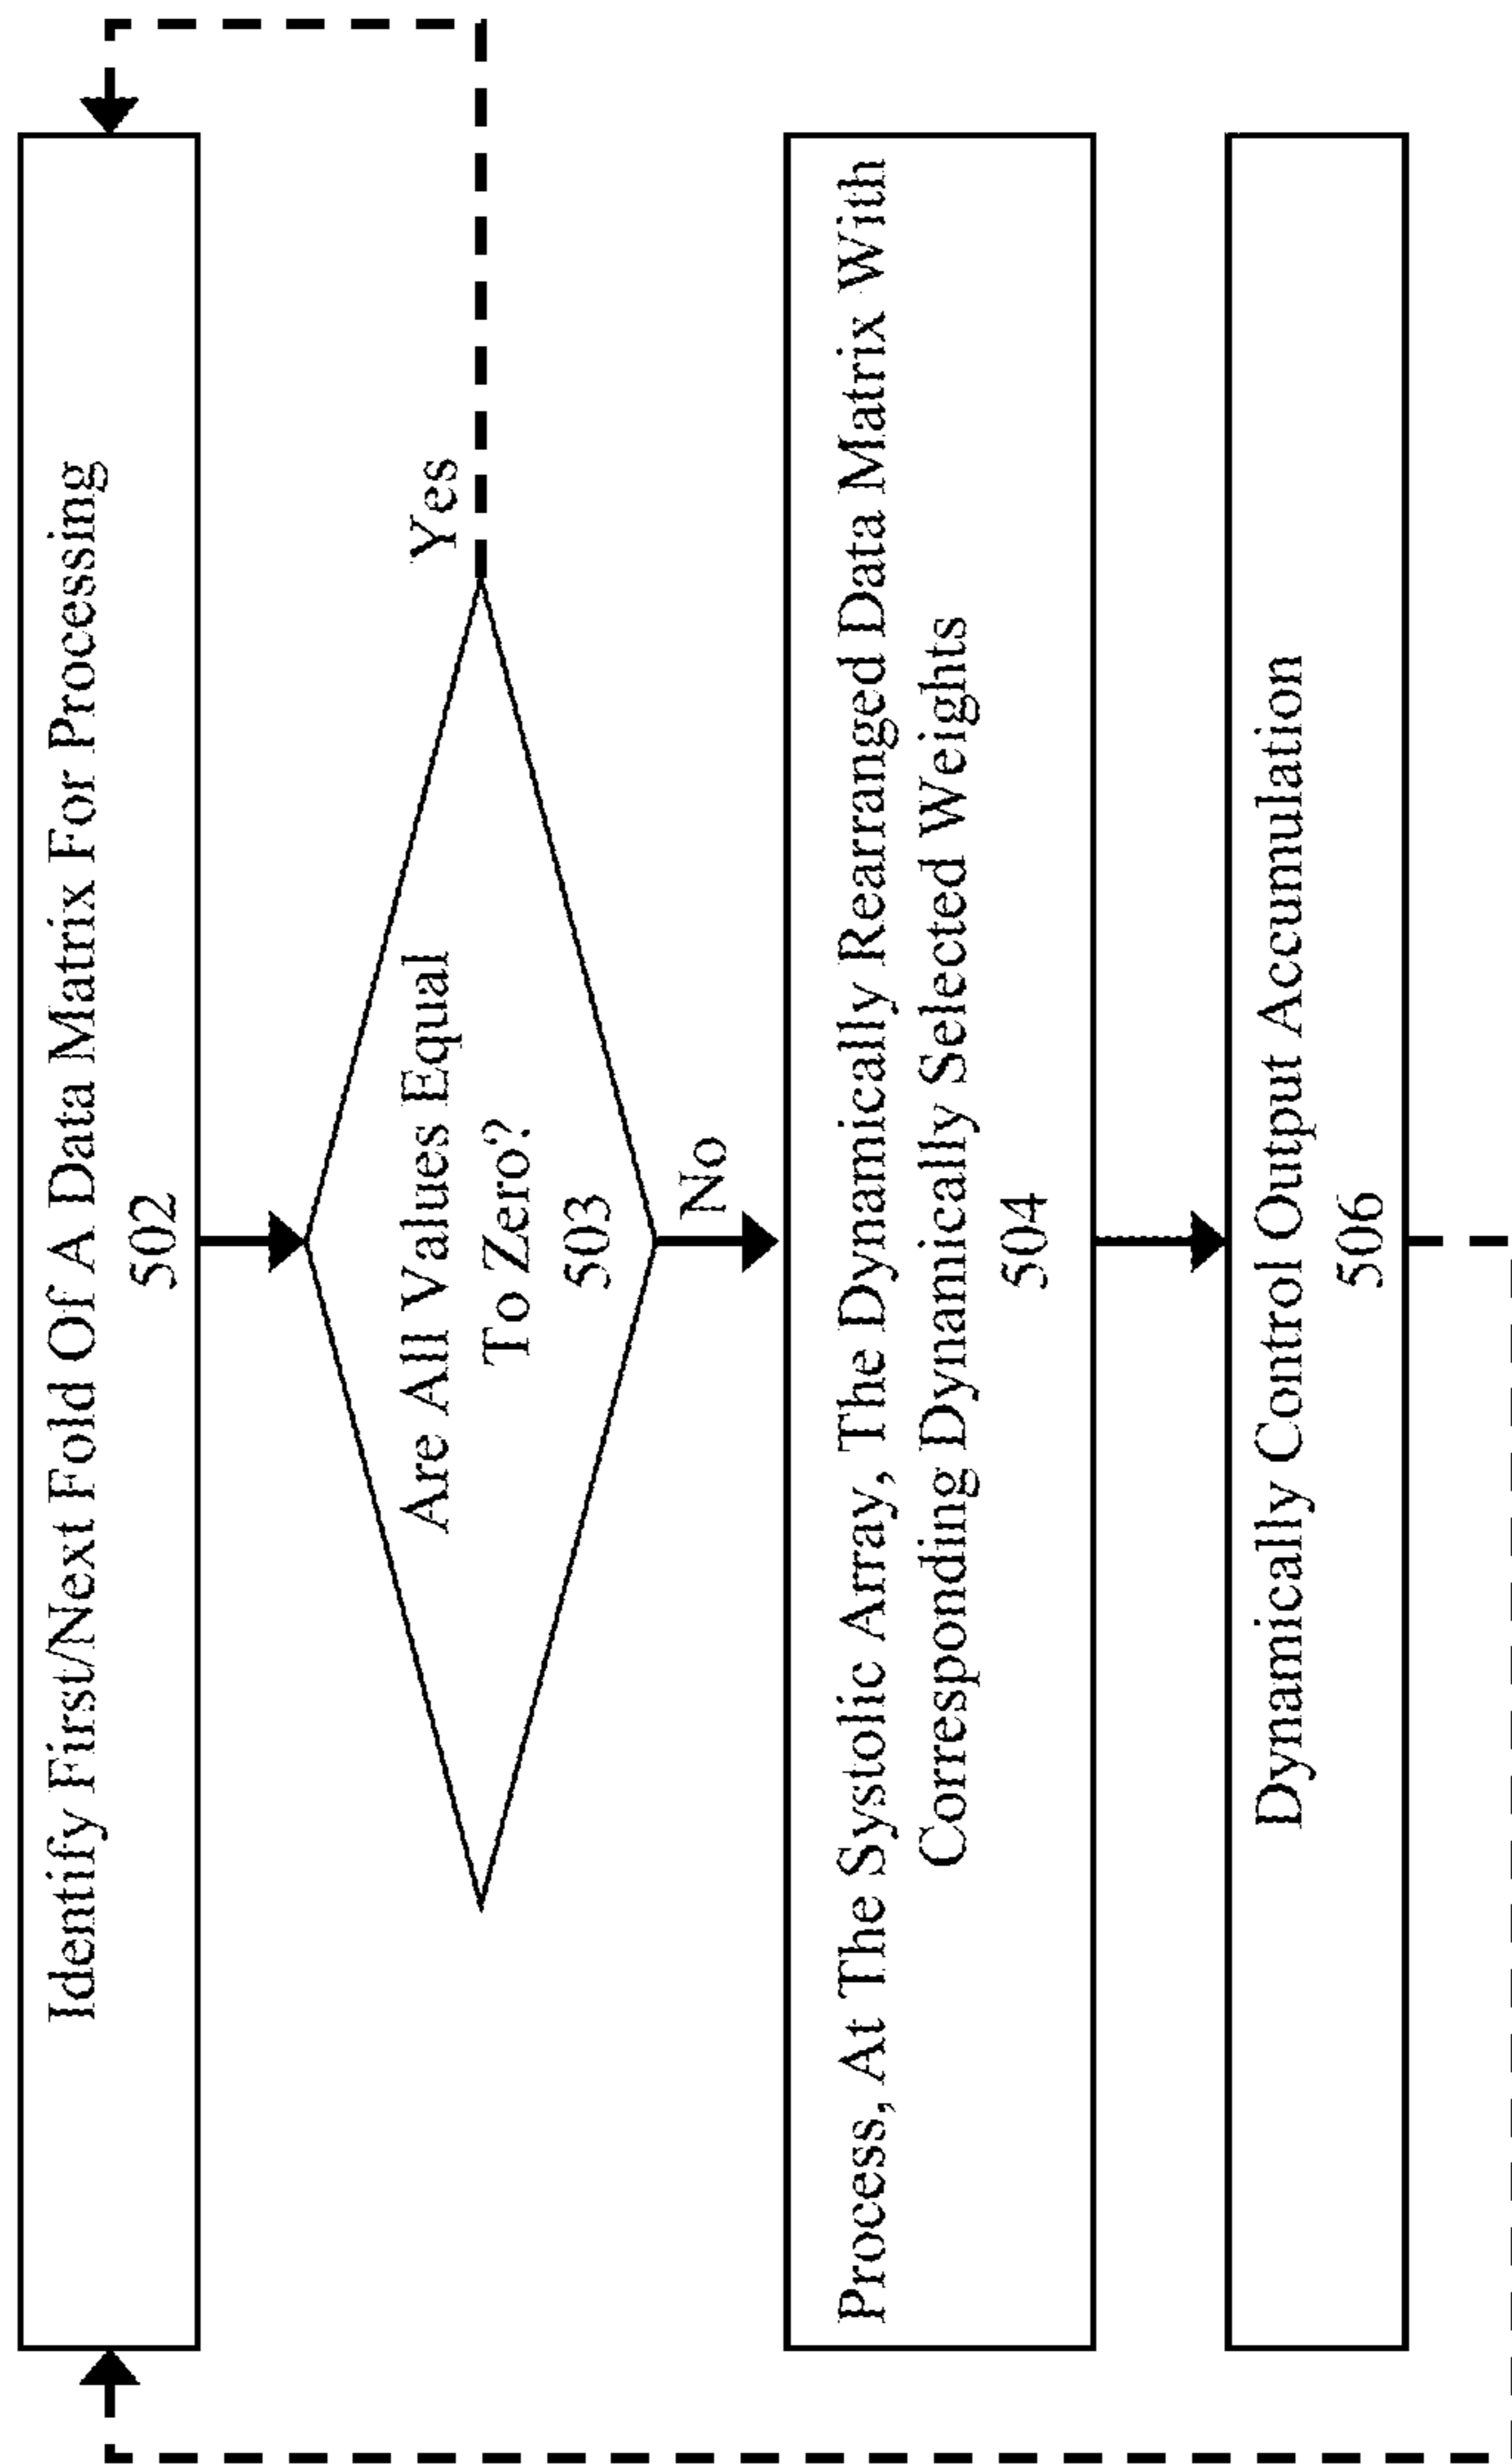 Identify First/Next Fold Of A Data Matrix For Processing
502
Are All Values Equal
To Zero?
503
Yes
No
Process, At The Systolic Array, The Dynamically Rearranged Data Matrix With
Corresponding Dynamically Selected Weights
504
Dynamically Control Output Accumulation
506